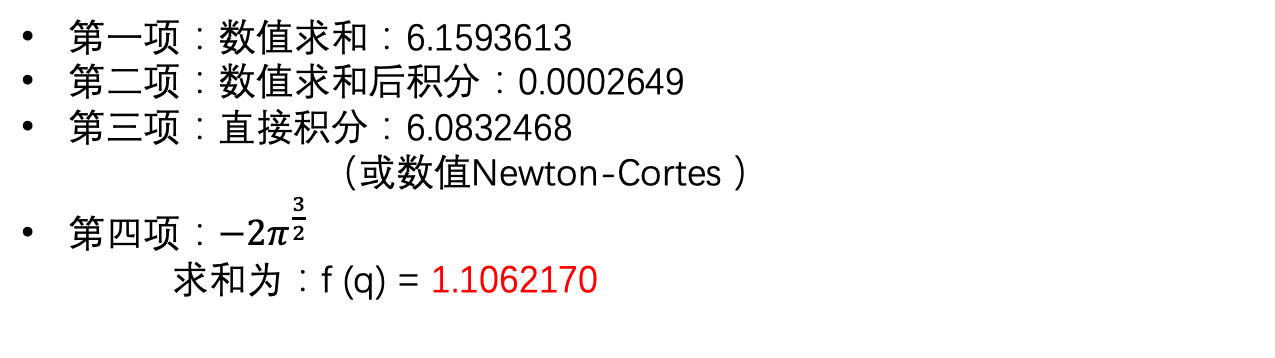 • 第一项：数值求和：6.1593613
• 第二项：数值求和后积分：0.0002649
• 第三项：直接积分：6.0832468
（或数值Newton-Cortes ）
• 第四项：−2π^{3/2}
求和为：f (q) = 1.1062170